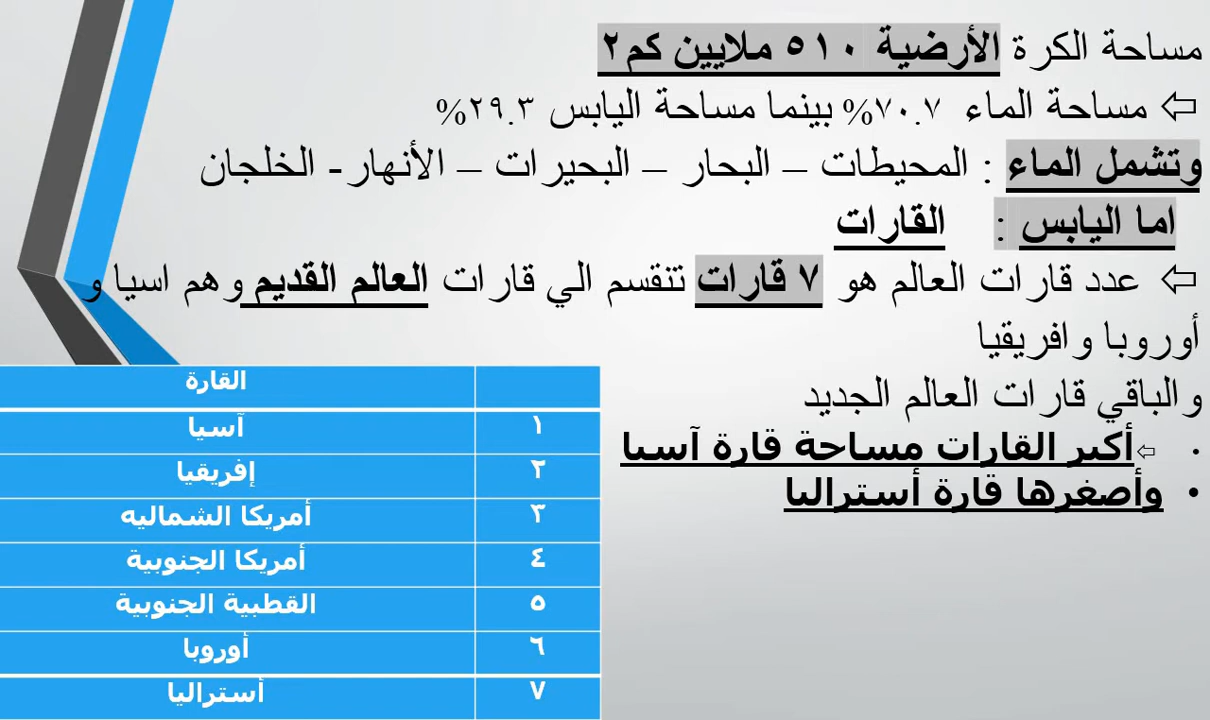 مساحة الكرة الأرضية ٥١٠ ملايين كم٢
⇦ مساحة الماء ٧٠.٧% بينما مساحة اليابس ٢٩.٣%
وتشمل الماء : المحيطات – البحار – البحيرات – الأنهار- الخلجان
اما اليابس : القارات
⇦ عدد قارات العالم هو ٧ قارات تنقسم الي قارات العالم القديم وهم اسيا و
أوروبا وافريقيا
والباقي قارات العالم الجديد
• ⇦أكبر القارات مساحة قارة آسيا
• وأصغرها قارة أستراليا
القارة
١ آسيا
٢ إفريقيا
٣ أمريكا الشماليه
٤ أمريكا الجنوبية
٥ القطبية الجنوبية
٦ أوروبا
٧ أستراليا